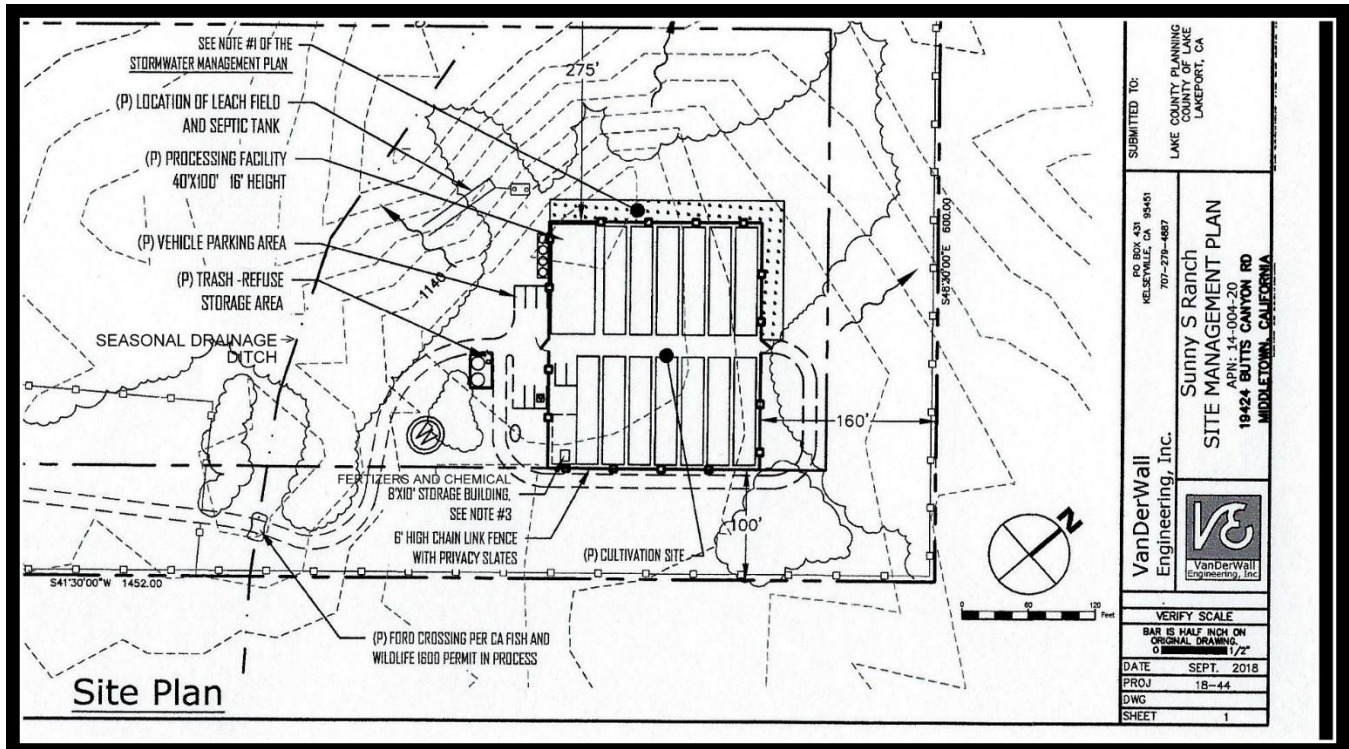 SEE NOTE #1 OF THE
STORMWATER MANAGEMENT PLAN
(P) LOCATION OF LEACH FIELD
AND SEPTIC TANK
(P) PROCESSING FACILITY
40'X100' 16' HEIGHT
(P) VEHICLE PARKING AREA
(P) TRASH -REFUSE
STORAGE AREA
SEASONAL DRAINAGE
DITCH
275'
1140
S48'30'00"E 600.00
160'
100'
FERTIZERS AND CHEMICAL
8'X10' STORAGE BUILDING.
SEE NOTE #3
6' HIGH CHAIN LINK FENCE
WITH PRIVACY SLATES
(P) CULTIVATION SITE
W
S41'30'00"W 1452.00
(P) FORD CROSSING PER CA FISH AND
WILDLIFE 1600 PERMIT IN PROCESS
N
0 60 120
Feet
Site Plan
SUBMITTED TO:
LAKE COUNTY PLANNING
COUNTY OF LAKE
LAKEPORT, CA
PO BOX 431
KELSEYVILLE, CA 95451
707-279-4887
VanDerWall
Engineering, Inc.
Sunny S Ranch
SITE MANAGEMENT PLAN
APN: 14-004-20
19424 BUTTS CANYON RD
MIDDLETOWN, CALIFORNIA
VE
VanDerWall
Engineering, Inc
VERIFY SCALE
BAR IS HALF INCH ON
ORIGINAL DRAWING.
0 1/2"
DATE SEPT. 2018
PROJ 18-44
DWG
SHEET 1